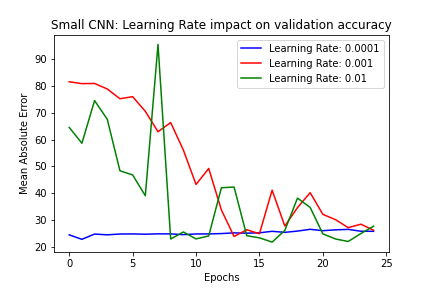 Small CNN: Learning Rate impact on validation accuracy
Learning Rate: 0.0001
Learning Rate: 0.001
Learning Rate: 0.01
Mean Absolute Error
90
80
70
60
50
40
30
20
0
5
10
15
20
25
Epochs